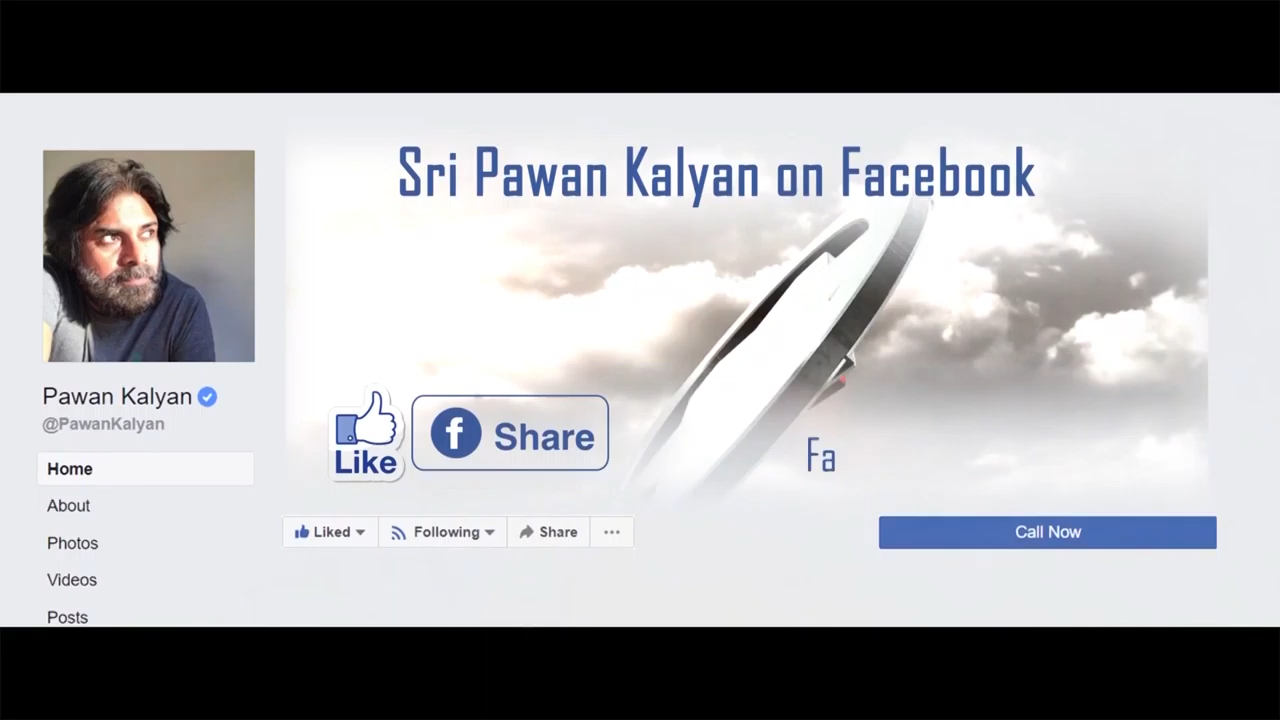 Sri Pawan Kalyan on Facebook
Pawan Kalyan
@PawanKalyan
Home
About
Photos
Videos
Posts
Like
f Share
Fa
Liked
Following
Share
Call Now